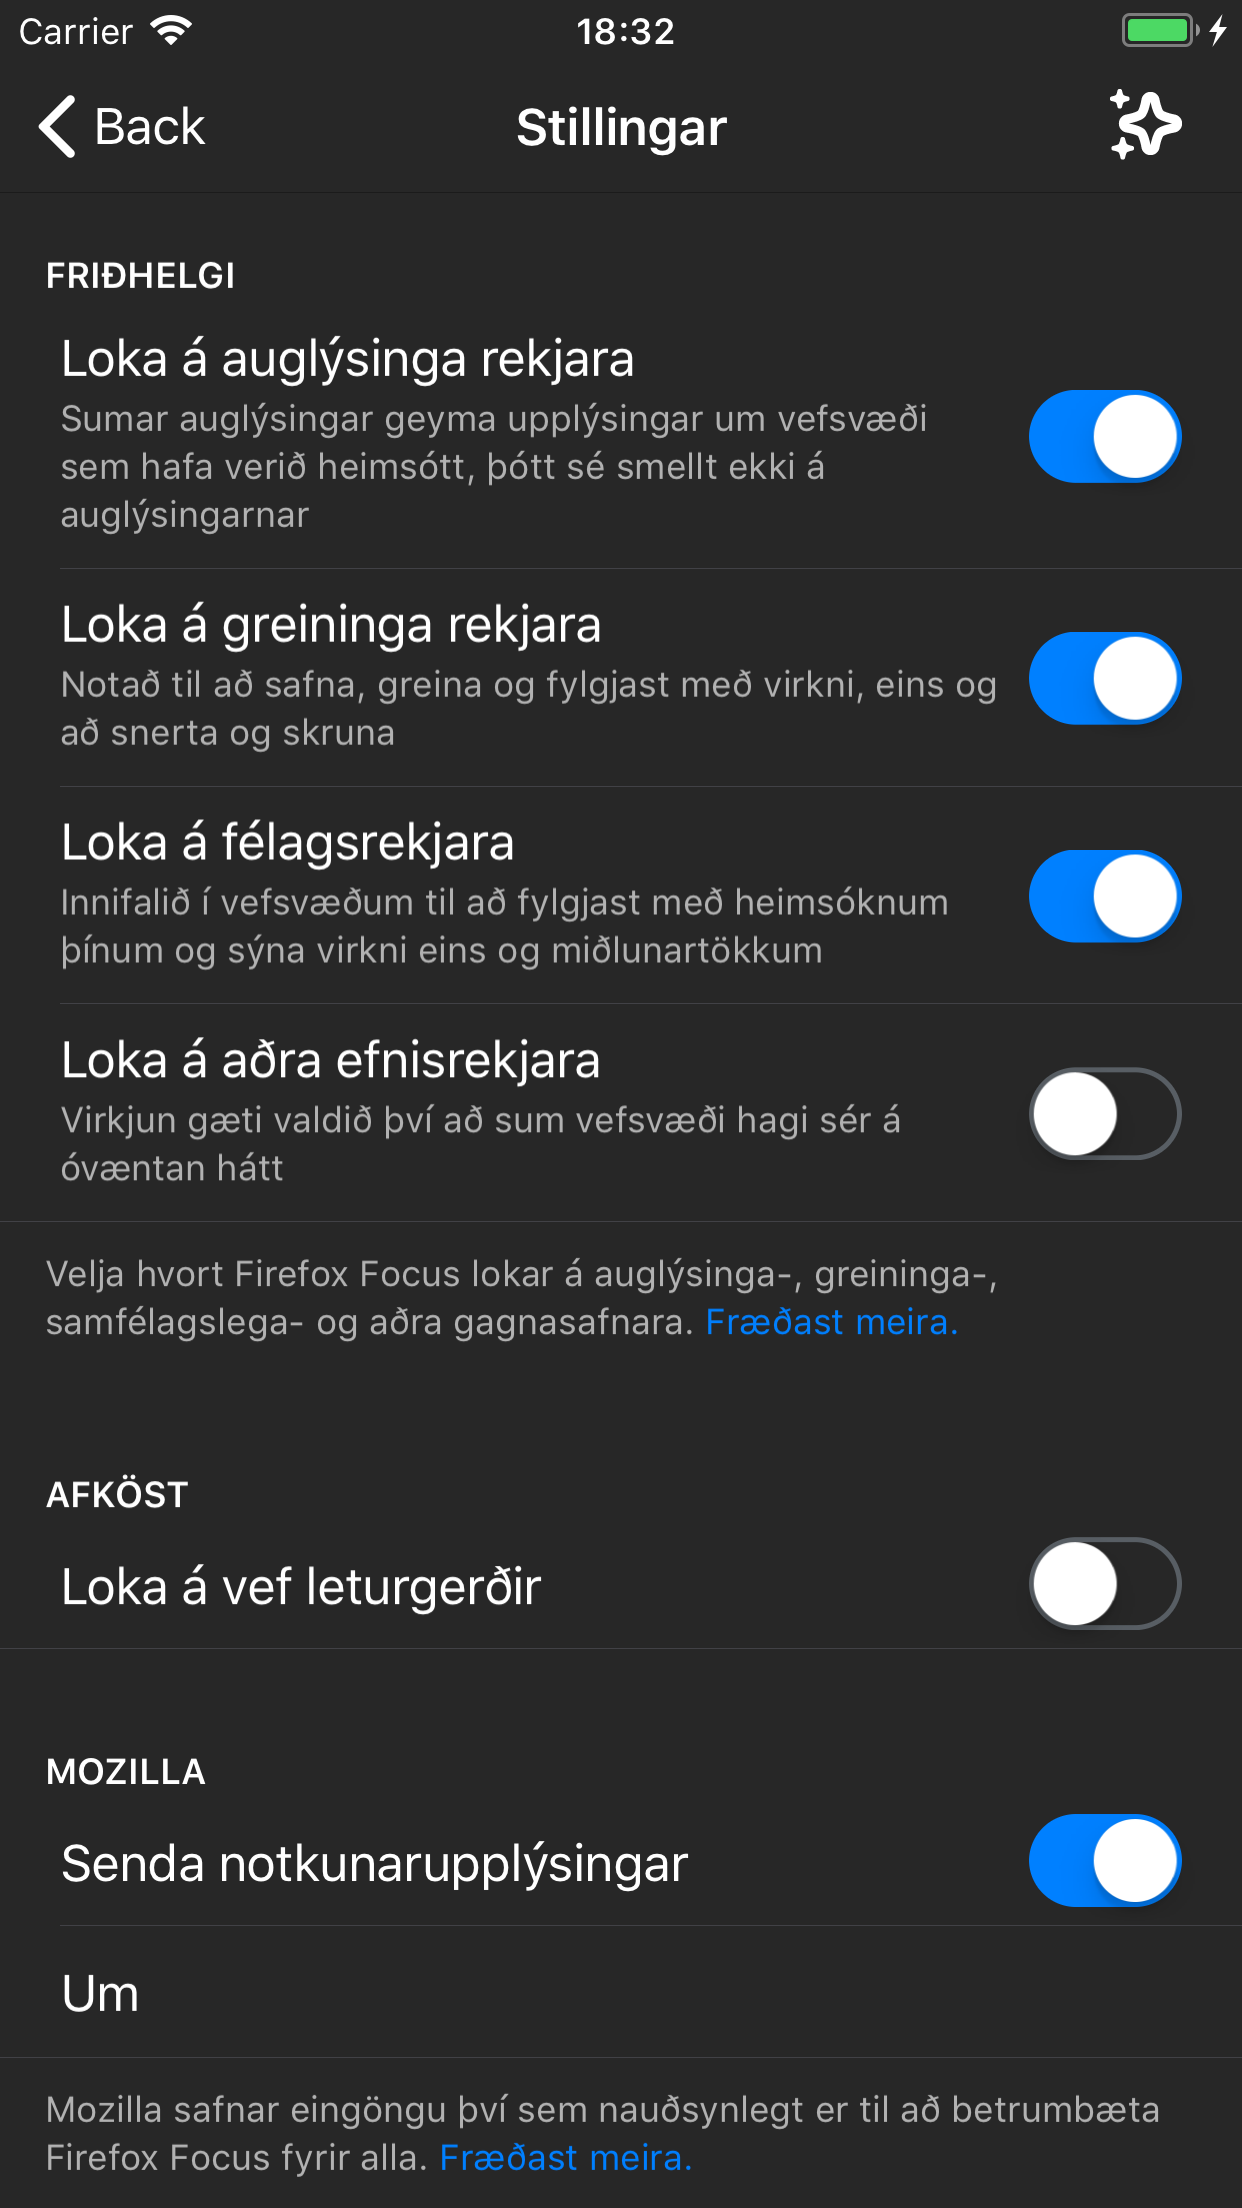 Carrier
18:32
Back
Stillingar
FRIÐHELGI
Loka á auglýsinga rekjara
Sumar auglýsingar geyma upplýsingar um vefsvæði
sem hafa verið heimsótt, þótt sé smellt ekki á
auglýsingarnar
Loka á greininga rekjara
Notað til að safna, greina og fylgjast með virkni, eins og
að snerta og skruna
Loka á félagsrekjara
Innifalið í vefsvæðum til að fylgjast með heimsóknum
þínum og sýna virkni eins og miðlunartökkum
Loka á aðra efnisrekjara
Virkjun gæti valdið því að sum vefsvæði hagi sér á
óvæntan hátt
Velja hvort Firefox Focus lokar á auglýsinga-, greininga-,
samfélagslega- og aðra gagnasafnara. Fræðast meira.
AFKÖST
Loka á vef leturgerðir
MOZILLA
Senda notkunarupplýsingar
Um
Mozilla safnar eingöngu því sem nauðsynlegt er til að betrumbæta
Firefox Focus fyrir alla. Fræðast meira.